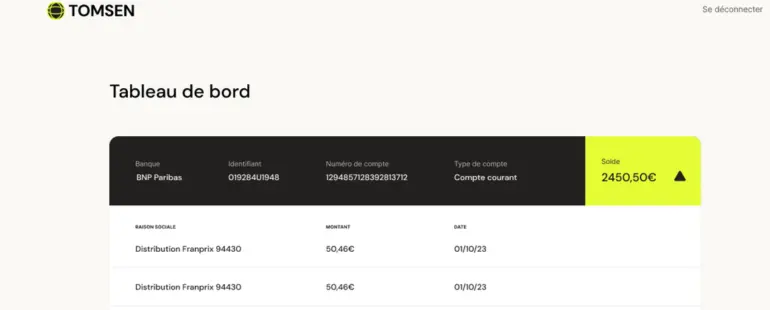 TOMSEN
Se déconnecter
Tableau de bord
Banque Identifiant Numéro de compte Type de compte Solde
BNP Paribas 019284U1948 1294857128392813712 Compte courant 2450,50€
RAISON SOCIALE MONTANT DATE
Distribution Franprix 94430 50,46€ 01/10/23
Distribution Franprix 94430 50,46€ 01/10/23